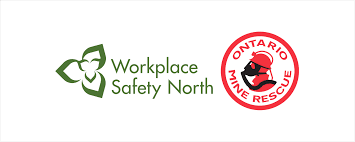 Workplace
Safety North
ONTARIO
MINE RESCUE